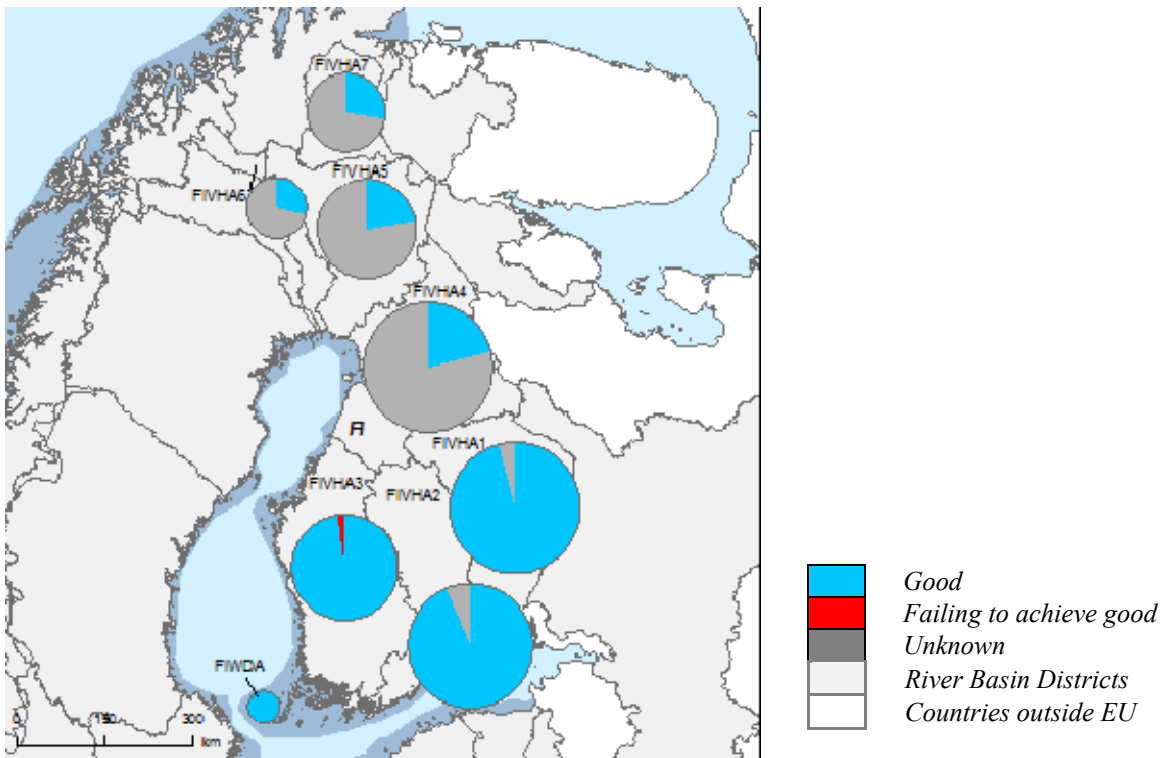 FIVHA7
FIVHA6
FIVHA5
FIVHA4
FI
FIVHA1
FIVHA3
FIVHA2
FIWDA
0 150 300
km
Good
Failing to achieve good
Unknown
River Basin Districts
Countries outside EU